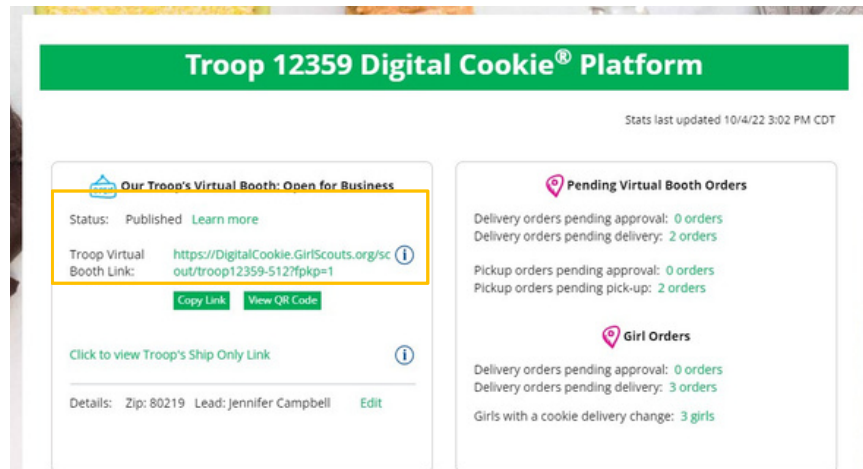 Troop 12359 Digital Cookie® Platform
Stats last updated 10/4/22 3:02 PM CDT
OPEN
Our Troop's Virtual Booth: Open for Business
Status: Published Learn more
Troop Virtual https://DigitalCookie.GirlScouts.org/sc
Booth Link: out/troop12359-512?fpkp=1
Copy Link View QR Code
Click to view Troop's Ship Only Link
Details: Zip: 80219 Lead: Jennifer Campbell Edit
Pending Virtual Booth Orders
Delivery orders pending approval: 0 orders
Delivery orders pending delivery: 2 orders
Pickup orders pending approval: 0 orders
Pickup orders pending pick-up: 2 orders
Girl Orders
Delivery orders pending approval: 0 orders
Delivery orders pending delivery: 3 orders
Girls with a cookie delivery change: 3 girls